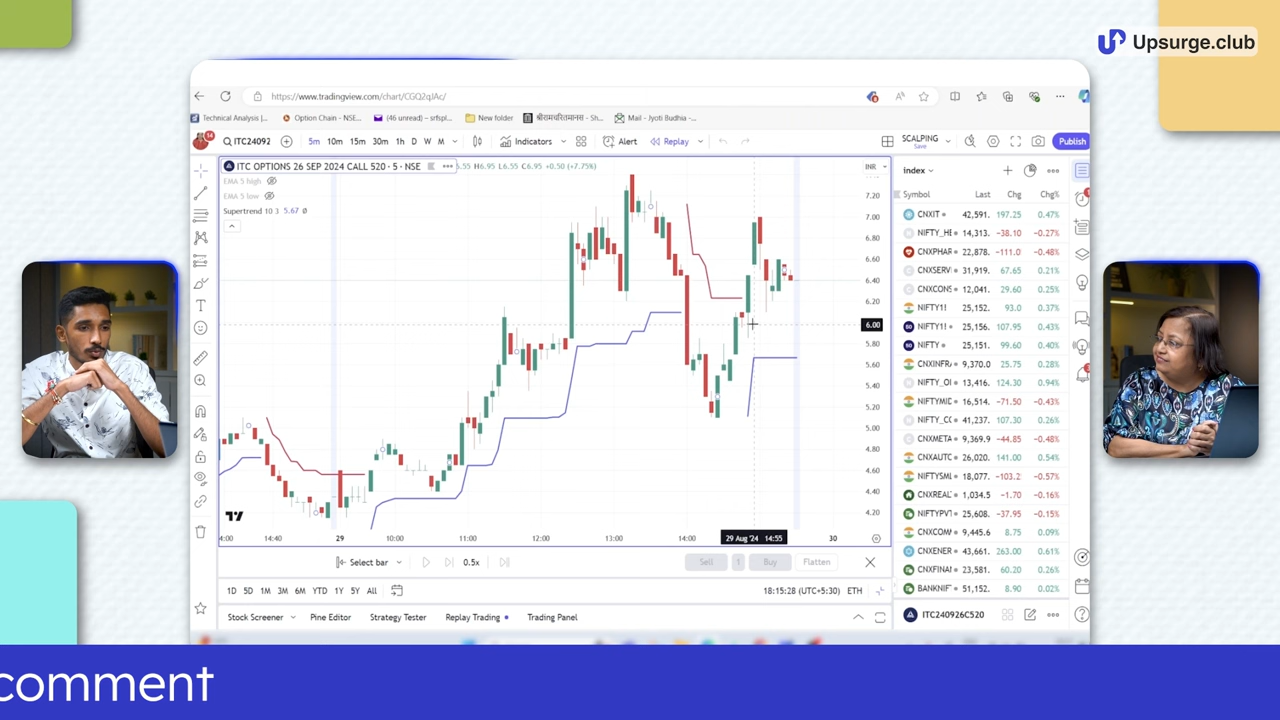 Upsurge.club
https://www.tradingview.com/chart/CGQ2qJAc/
Technical Analysis |...
Option Chain - NSE...
(46 unread) - srfspl...
New folder
श्रीरामचरितमानस - Sh...
Mail - Jyoti Budhia -...
14
ITC24092
5m 10m 15m 30m 1h D W M
Indicators
Alert
Replay
SCALPING
Save
Publish
ITC OPTIONS 26 SEP 2024 CALL 520 · 5 · NSE
H6.95 L6.55 C6.95 +0.50 (+7.75%)
INR
EMA 5 high
EMA 5 low
Supertrend 10 3 5.67 Ø
7.20
7.00
6.80
6.60
6.40
6.20
6.00
5.80
5.60
5.40
5.20
5.00
4.80
4.60
4.40
4.20
29 10:00 11:00 12:00 13:00 14:00 29 Aug '24 14:55 30
Select bar
0.5x
Sell 1 Buy Flatten
1D 5D 1M 3M 6M YTD 1Y 5Y All
18:15:28 (UTC+5:30) ETH
Stock Screener Pine Editor Strategy Tester Replay Trading Trading Panel
index
Symbol Last Chg Chg%
CNXIT 42,591. 197.25 0.47%
NIFTY_HE 14,313. -38.10 -0.27%
CNXPHAR 22,878. -111.0 -0.48%
CNXSERV 31,919. 67.65 0.21%
CNXCONS 12,041. 29.60 0.25%
NIFTY1! 25,152. 93.0 0.37%
NIFTY1! 25,156. 107.95 0.43%
NIFTY 25,151. 99.60 0.40%
CNXINFRA 9,370.0 25.75 0.28%
NIFTY_OI 13,416. 124.30 0.94%
NIFTYMID 16,514. -71.50 -0.43%
NIFTY_CO 41,237. 107.30 0.26%
CNXMETA 9,369.9 -44.85 -0.48%
CNXAUTO 26,020. 141.00 0.54%
NIFTYSML 18,077. -103.2 -0.57%
CNXREAL 1,034.5 -1.70 -0.16%
NIFTYPVT 25,608. -37.95 -0.15%
CNXCOM 9,445.6 8.75 0.09%
CNXENER 43,661. 263.00 0.61%
CNXFINAN 23,581. 60.20 0.26%
BANKNIF 51,152. 8.90 0.02%
ITC240926C520
comment